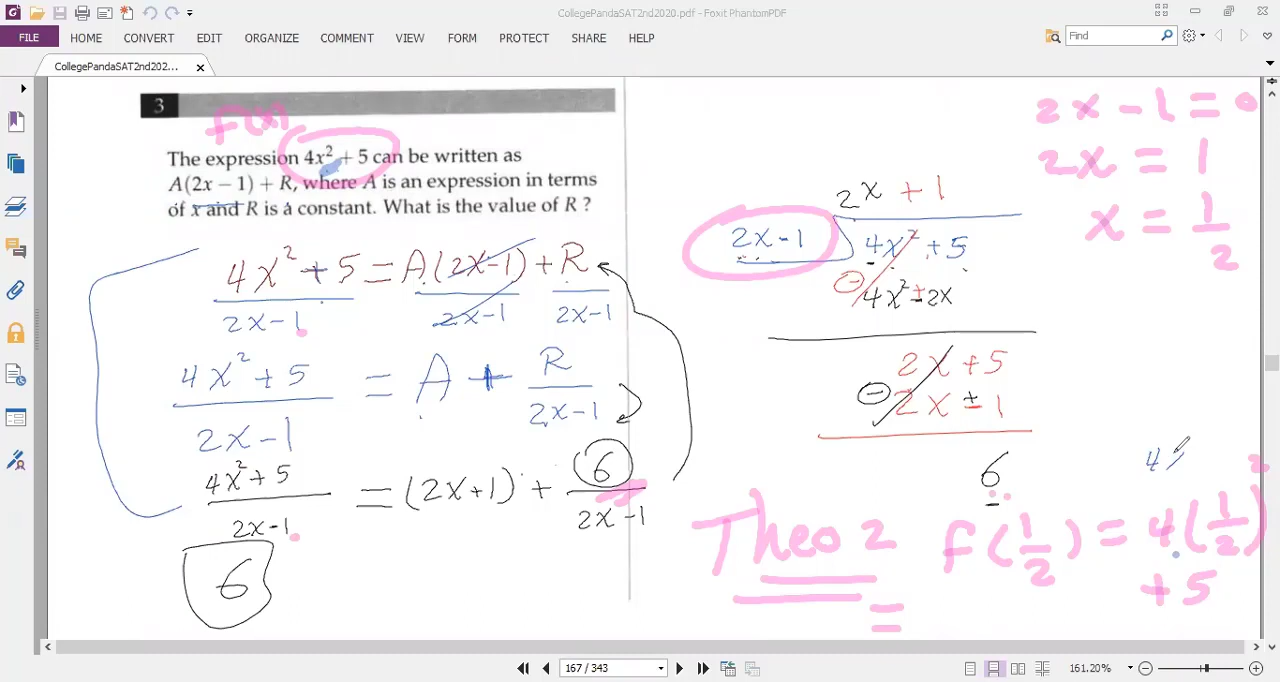 CollegePandaSAT2nd2020.pdf - Foxit PhantomPDF
FILE HOME CONVERT EDIT ORGANIZE COMMENT VIEW FORM PROTECT SHARE HELP
Find
CollegePandaSAT2nd202...
3
f(x)
The expression 4x² + 5 can be written as
A(2x − 1) + R, where A is an expression in terms
of x and R is a constant. What is the value of R ?
4x² + 5 = A(2x-1) + R
2x-1 2x-1 2x-1
4x² + 5 = A + R
2x-1 2x-1
4x² + 5 = (2x+1) + 6
2x-1 2x-1
6
2x + 1
2x-1 4x² + 5
− 4x² ± 2x
2x + 5
− 2x ± 1
6
2x - 1 = 0
2x = 1
x = 1/2
4
Theo 2 f(1/2) = 4(1/2)²
+ 5
=
167 / 343
161.20%